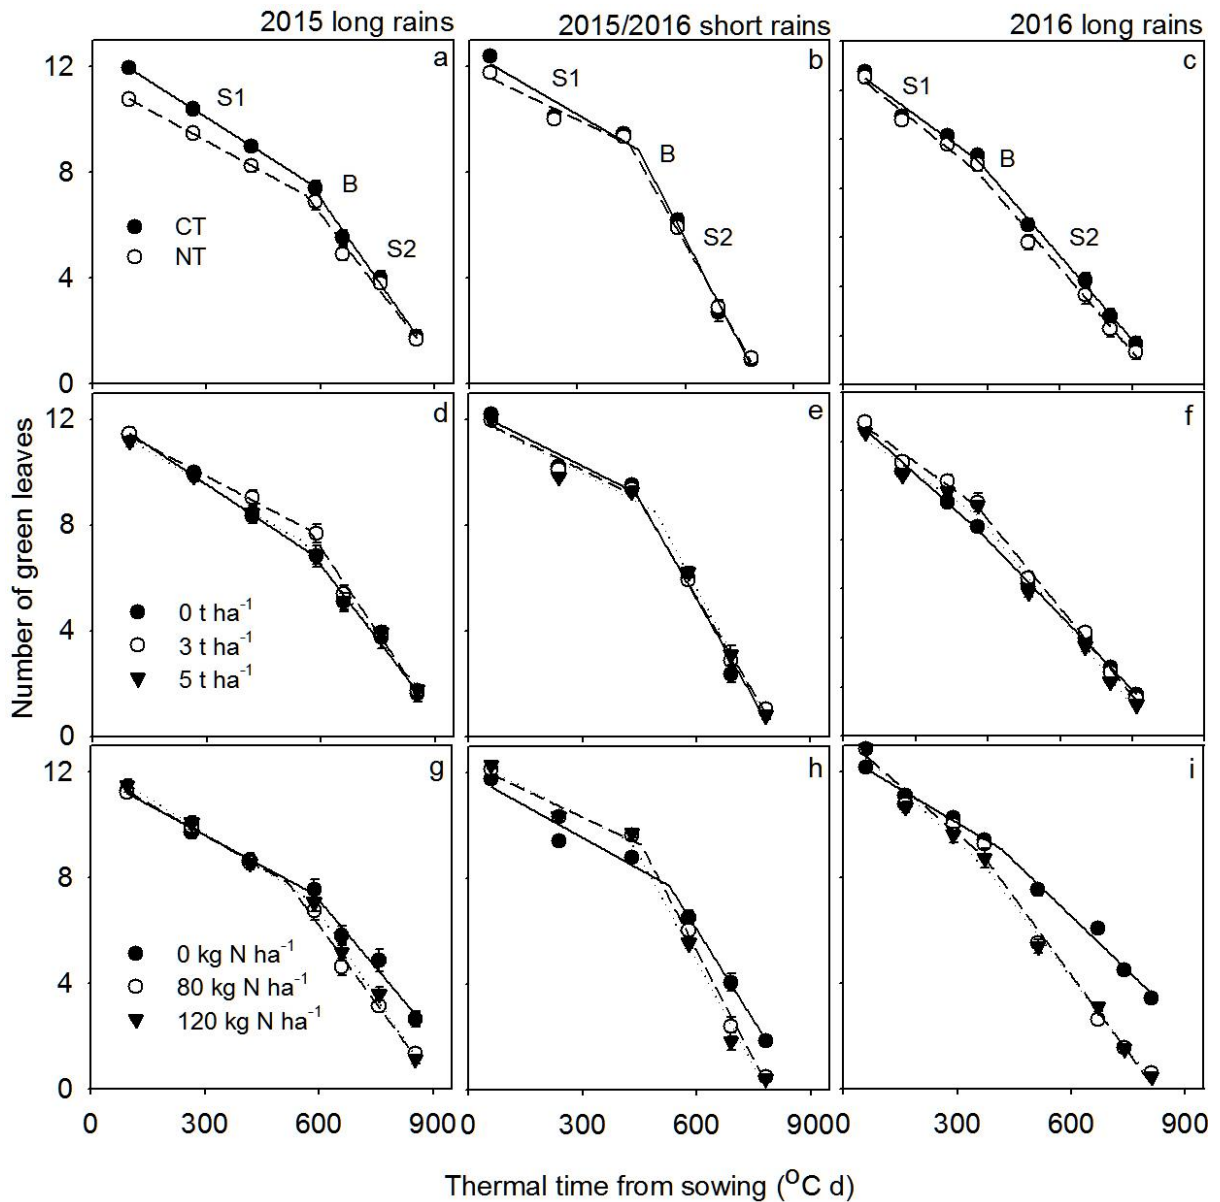 2015 long rains
2015/2016 short rains
2016 long rains
Number of green leaves
12
8
4
0
a
S1
B
S2
CT
NT
b
S1
B
S2
c
S1
B
S2
12
8
4
0
d
0 t ha-1
3 t ha-1
5 t ha-1
e
f
12
8
4
0
g
0 kg N ha-1
80 kg N ha-1
120 kg N ha-1
h
i
0 300 600 900 0 300 600 900 0 300 600 900
Thermal time from sowing (oC d)